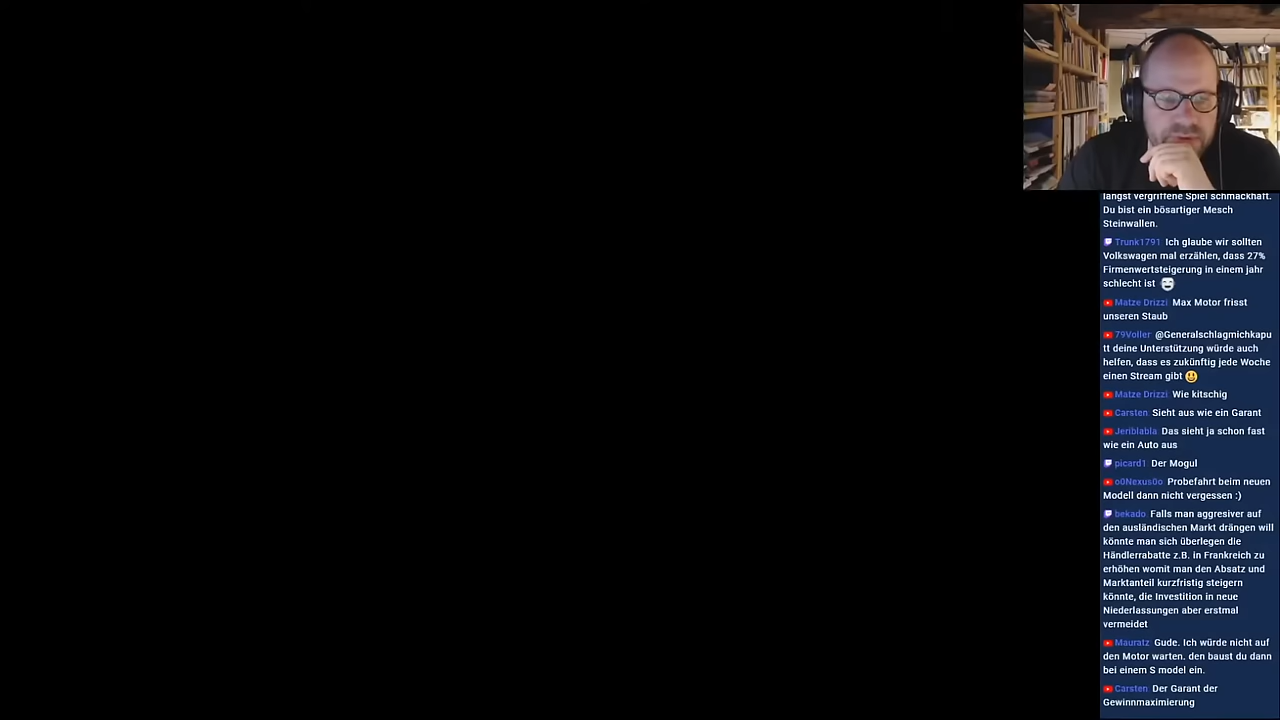 längst vergriffene Spiel schmackhaft.
Du bist ein bösartiger Mesch
Steinwallen.
Trunk1791 Ich glaube wir sollten
Volkswagen mal erzählen, dass 27%
Firmenwertsteigerung in einem jahr
schlecht ist
Matze Drizzi Max Motor frisst
unseren Staub
79Voller @Generalschlagmichkapu
tt deine Unterstützung würde auch
helfen, dass es zukünftig jede Woche
einen Stream gibt
Matze Drizzi Wie kitschig
Carsten Sieht aus wie ein Garant
Jeriblabla Das sieht ja schon fast
wie ein Auto aus
picard1 Der Mogul
o0Nexus0o Probefahrt beim neuen
Modell dann nicht vergessen :)
bekado Falls man aggresiver auf
den ausländischen Markt drängen will
könnte man sich überlegen die
Händlerrabatte z.B. in Frankreich zu
erhöhen womit man den Absatz und
Marktanteil kurzfristig steigern
könnte, die Investition in neue
Niederlassungen aber erstmal
vermeidet
Mauratz Gude. Ich würde nicht auf
den Motor warten. den baust du dann
bei einem S model ein.
Carsten Der Garant der
Gewinnmaximierung